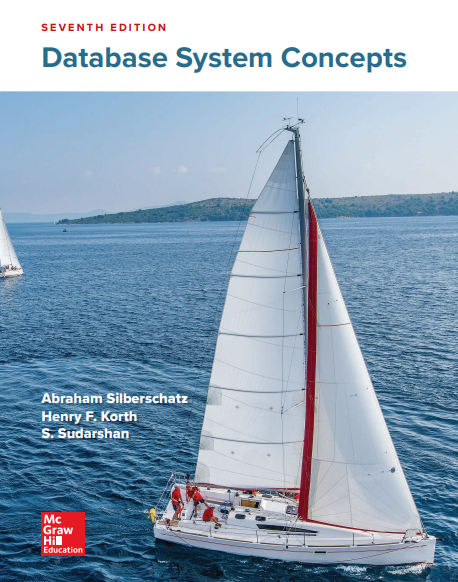 SEVENTH EDITION
Database System Concepts
Abraham Silberschatz
Henry F. Korth
S. Sudarshan
Mc
Graw
Hill
Education